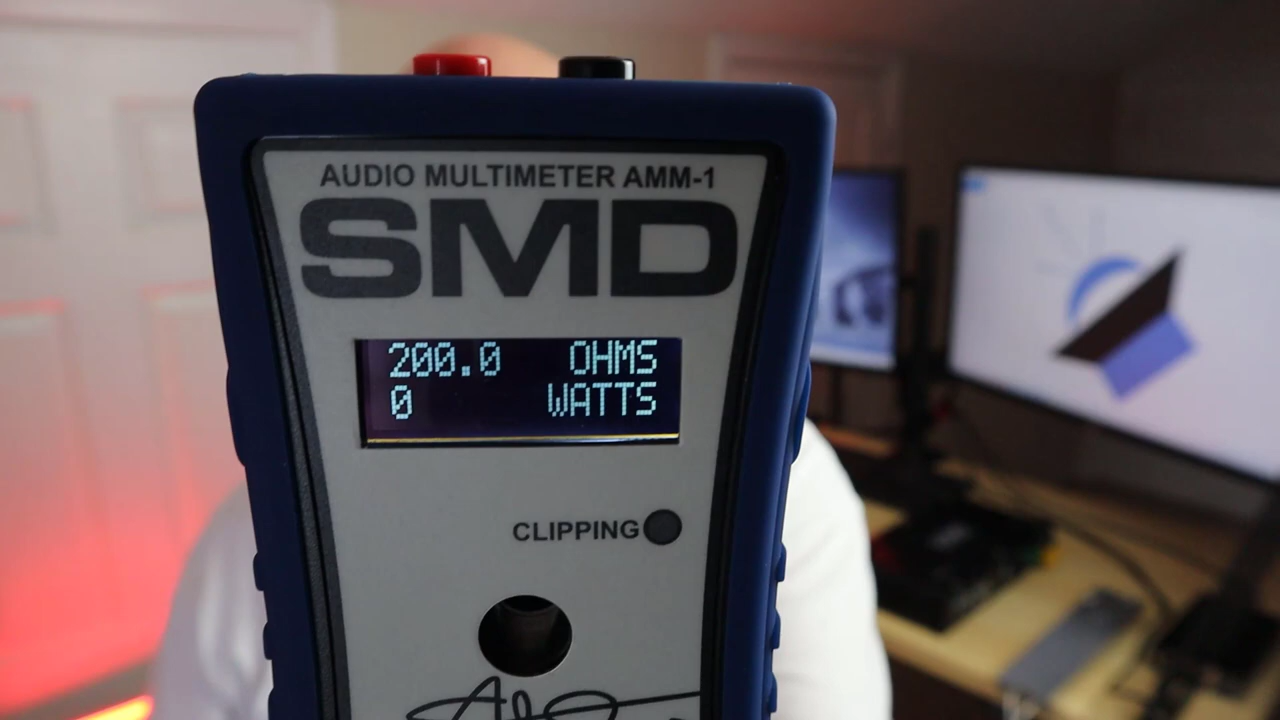 AUDIO MULTIMETER AMM-1
SMD
200.0 OHMS
0 WATTS
CLIPPING